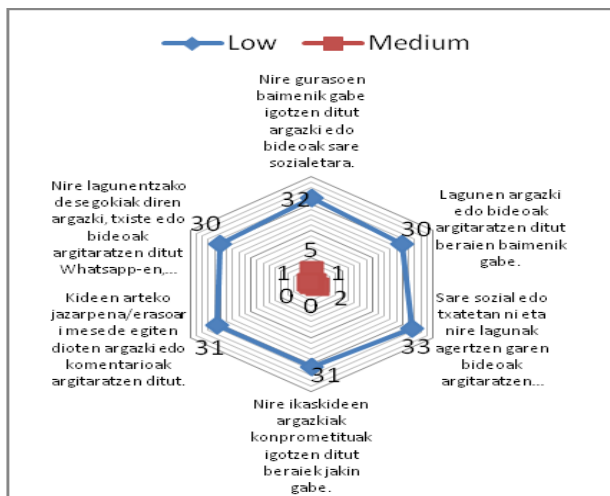 Low Medium
Nire gurasoen
baimenik gabe
igotzen ditut
argazki edo
bideoak sare
sozialetara.
32
5
Lagunen argazki
edo bideoak
argitaratzen ditut
beraien baimenik
gabe.
30
1
Sare sozial edo
txatetan ni eta
nire lagunak
agertzen garen
bideoak
argitaratzen...
33
2
Nire ikaskideen
argazkiak
konprometituak
igotzen ditut
beraiek jakin
gabe.
31
0
Kideen arteko
jazarpena/erasoar
i mesede egiten
dioten argazki edo
komentarioak
argitaratzen ditut.
31
0
Nire lagunentzako
desegokiak diren
argazki, txiste edo
bideoak
argitaratzen ditut
Whatsapp-en,...
30
1